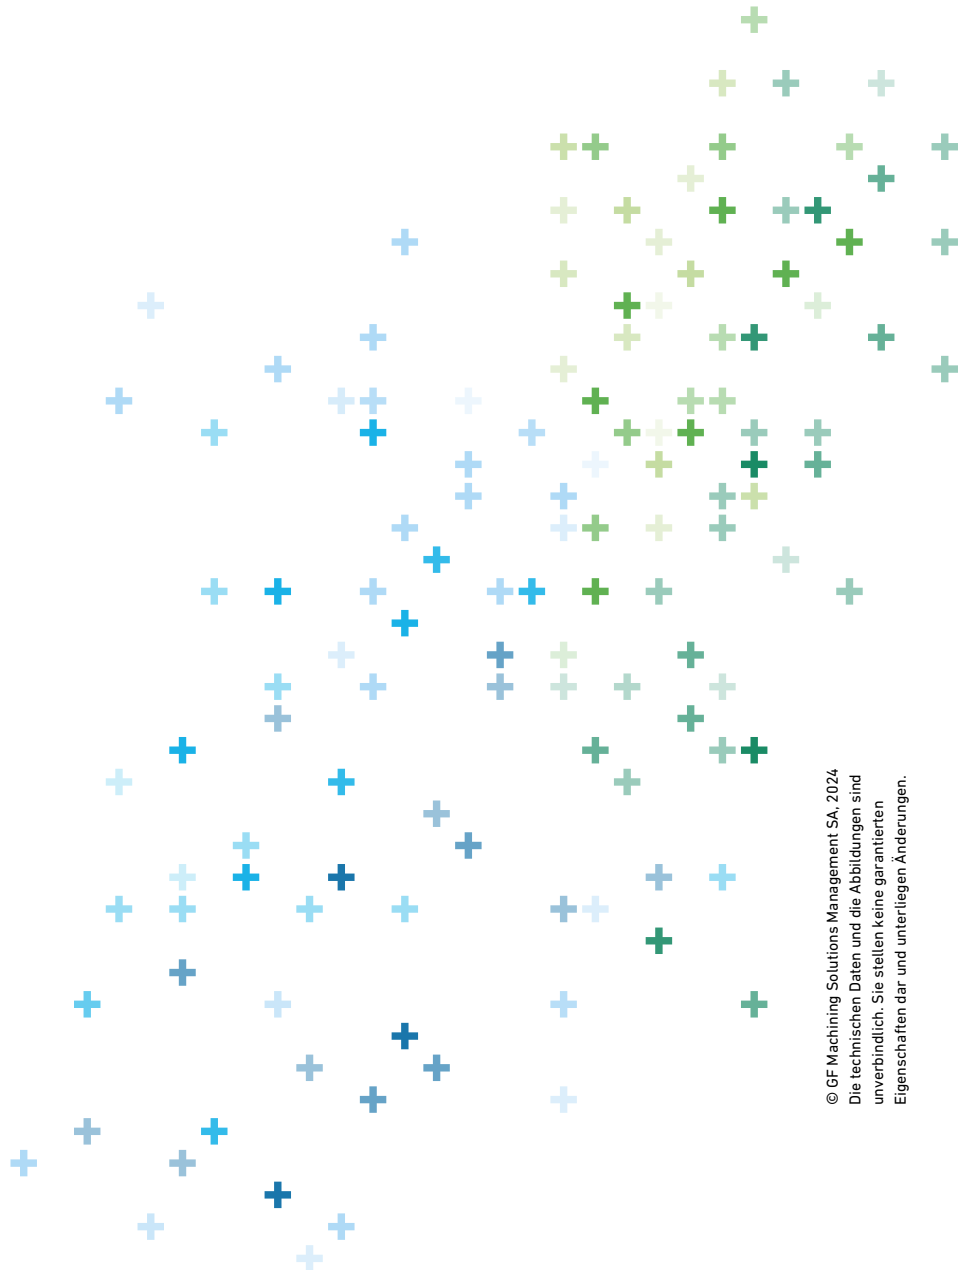 © GF Machining Solutions Management SA, 2024
Die technischen Daten und die Abbildungen sind
unverbindlich. Sie stellen keine garantierten
Eigenschaften dar und unterliegen Änderungen.